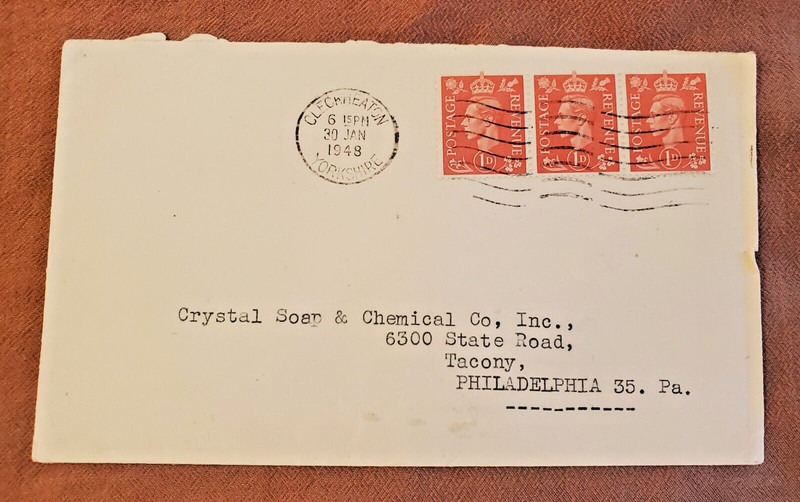 CLECKHEATON
6 15PM
30 JAN
1948
YORKSHIRE
POSTAGE REVENUE
1D
POSTAGE REVENUE
1D
POSTAGE REVENUE
1D
Crystal Soap & Chemical Co, Inc.,
6300 State Road,
Tacony,
PHILADELPHIA 35. Pa.
-----------